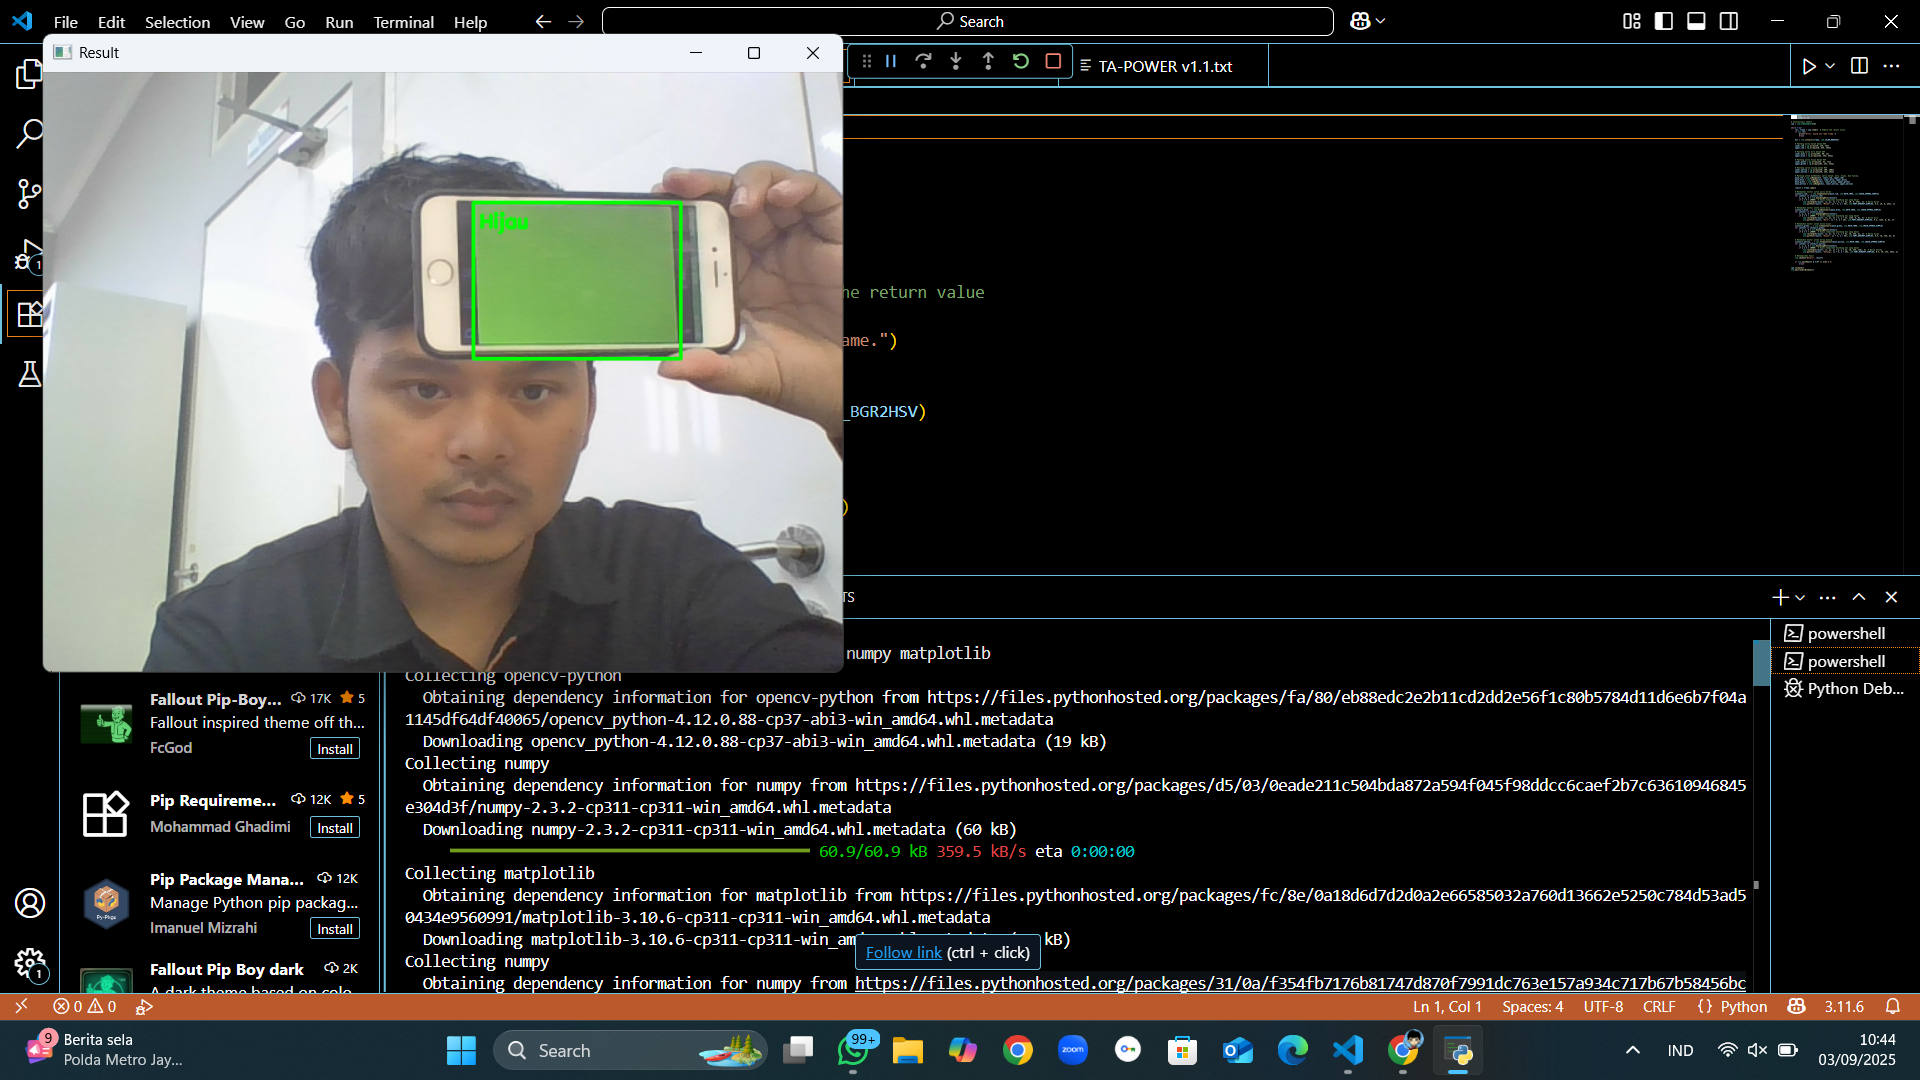 File Edit Selection View Go Run Terminal Help
Search
Result
TA-POWER v1.1.txt
Hijau
return value
ame.")
_BGR2HSV)
)
TS
numpy matplotlib
powershell
powershell
Python Deb...
Collecting opencv-python
Obtaining dependency information for opencv-python from https://files.pythonhosted.org/packages/fa/80/eb88edc2e2b11cd2dd2e56f1c80b5784d11d6e6b7f04a
1145df64df40065/opencv_python-4.12.0.88-cp37-abi3-win_amd64.whl.metadata
Downloading opencv_python-4.12.0.88-cp37-abi3-win_amd64.whl.metadata (19 kB)
Collecting numpy
Obtaining dependency information for numpy from https://files.pythonhosted.org/packages/d5/03/0eade211c504bda872a594f045f98ddcc6caef2b7c63610946845
e304d3f/numpy-2.3.2-cp311-cp311-win_amd64.whl.metadata
Downloading numpy-2.3.2-cp311-cp311-win_amd64.whl.metadata (60 kB)
60.9/60.9 kB 359.5 kB/s eta 0:00:00
Collecting matplotlib
Obtaining dependency information for matplotlib from https://files.pythonhosted.org/packages/fc/8e/0a18d6d7d2d0a2e66585032a760d13662e5250c784d53ad5
0434e9560991/matplotlib-3.10.6-cp311-cp311-win_amd64.whl.metadata
Downloading matplotlib-3.10.6-cp311-cp311-win_am kB)
Follow link (ctrl + click)
Collecting numpy
Obtaining dependency information for numpy from https://files.pythonhosted.org/packages/31/0a/f354fb7176b81747d870f7991dc763e157a934c717b67b58456bc
Fallout Pip-Boy... 17K 5
Fallout inspired theme off th...
FcGod Install
Pip Requireme... 12K 5
Mohammad Ghadimi Install
Pip Package Mana... 12K
Manage Python pip packag...
Imanuel Mizrahi Install
Fallout Pip Boy dark 2K
A dark theme based on colo
1
1
0 0 Ln 1, Col 1 Spaces: 4 UTF-8 CRLF {} Python 3.11.6
9 Berita sela
Polda Metro Jay...
Search
99+
zoom
IND
10:44
03/09/2025